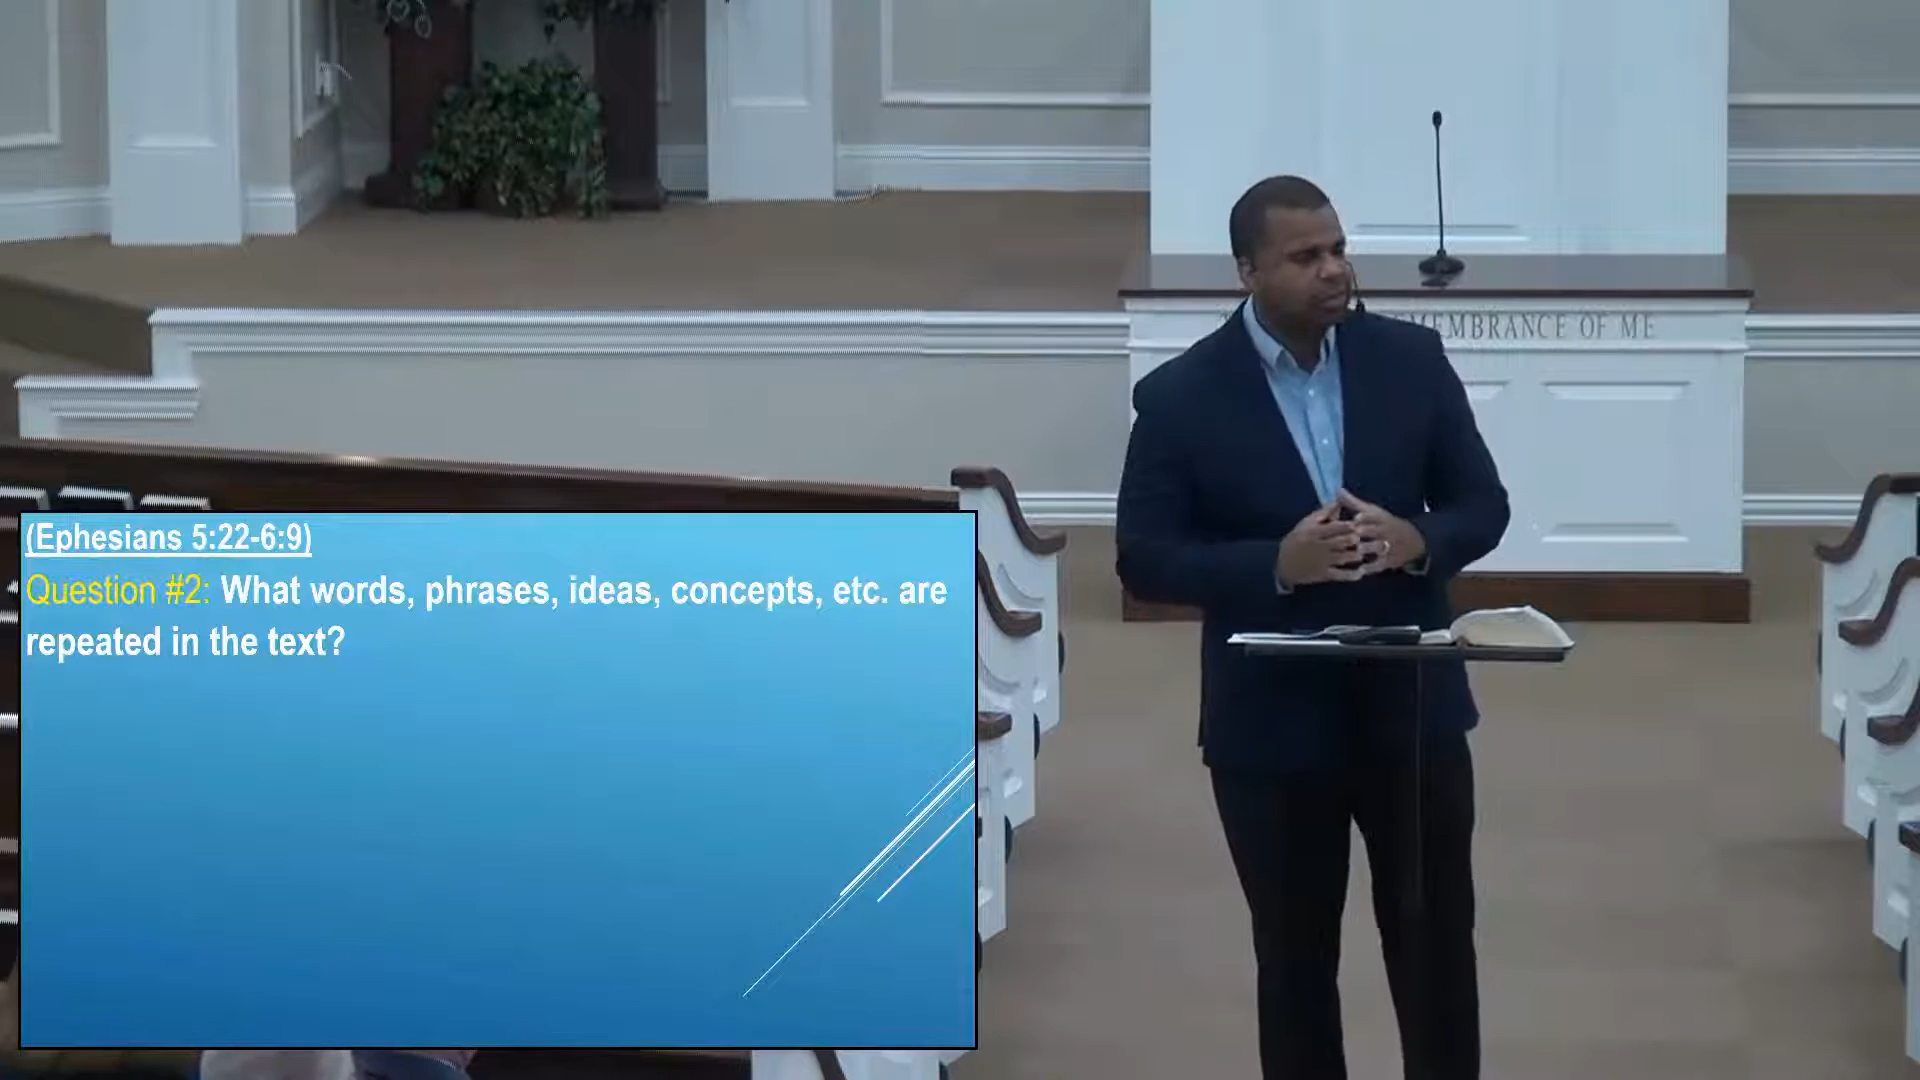 MEMBRANCE OF ME
(Ephesians 5:22-6:9)
Question #2: What words, phrases, ideas, concepts, etc. are
repeated in the text?